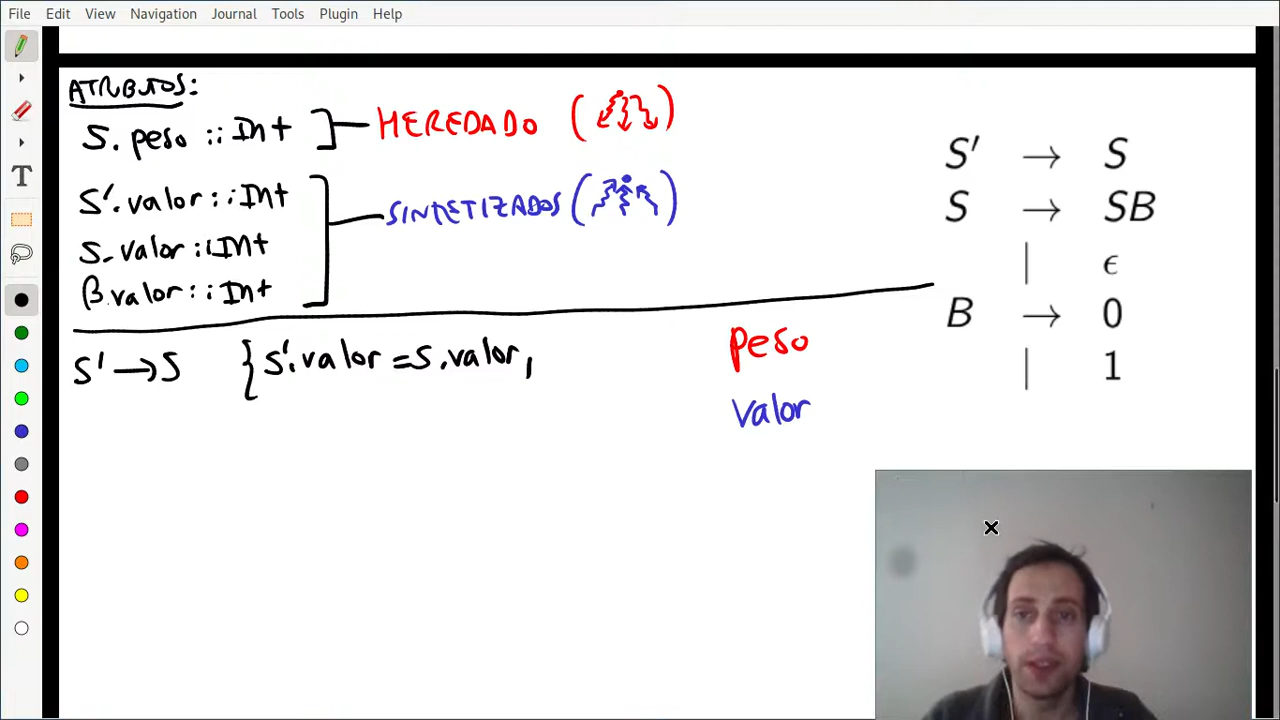 File Edit View Navigation Journal Tools Plugin Help
T
ATRIBUTOS:
S.peso :: Int
HEREDADO ( )
S'.valor :: Int
S.valor :: Int
B.valor :: Int
SINTETIZADOS ( )
S' → S {S'.valor = S.valor,
peso
valor
S' → S
S → SB
| ϵ
B → 0
| 1